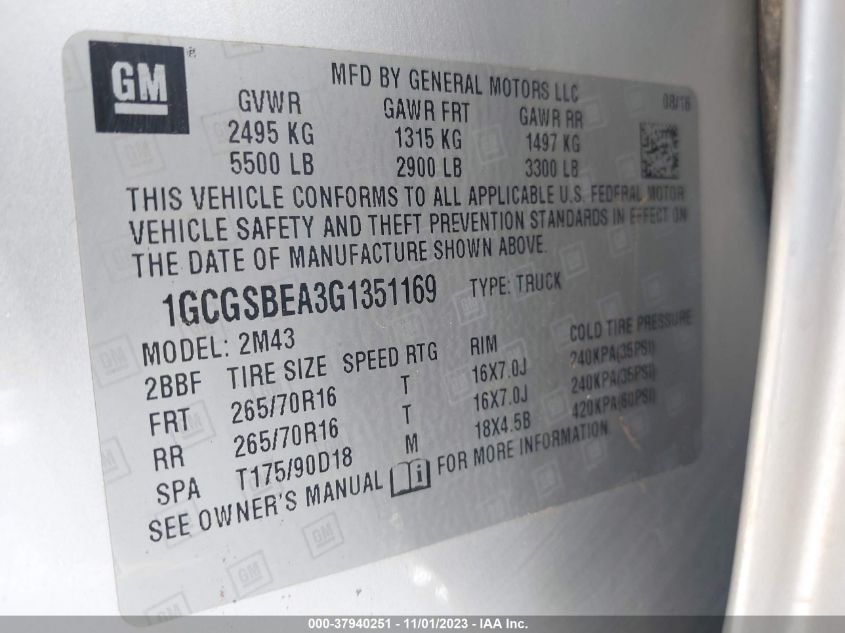 GM ®
MFD BY GENERAL MOTORS LLC 08/16
GVWR GAWR FRT GAWR RR
2495 KG 1315 KG 1497 KG
5500 LB 2900 LB 3300 LB
THIS VEHICLE CONFORMS TO ALL APPLICABLE U.S. FEDERAL MOTOR
VEHICLE SAFETY AND THEFT PREVENTION STANDARDS IN EFFECT ON
THE DATE OF MANUFACTURE SHOWN ABOVE.
1GCGSBEA3G1351169 TYPE: TRUCK
MODEL: 2M43
2BBF TIRE SIZE SPEED RTG RIM COLD TIRE PRESSURE
FRT 265/70R16 T 16X7.0J 240KPA(35PSI)
RR 265/70R16 T 16X7.0J 240KPA(35PSI)
SPA T175/90D18 M 18X4.5B 420KPA(60PSI)
SEE OWNER'S MANUAL FOR MORE INFORMATION.
000-37940251 - 11/01/2023 - IAA Inc.